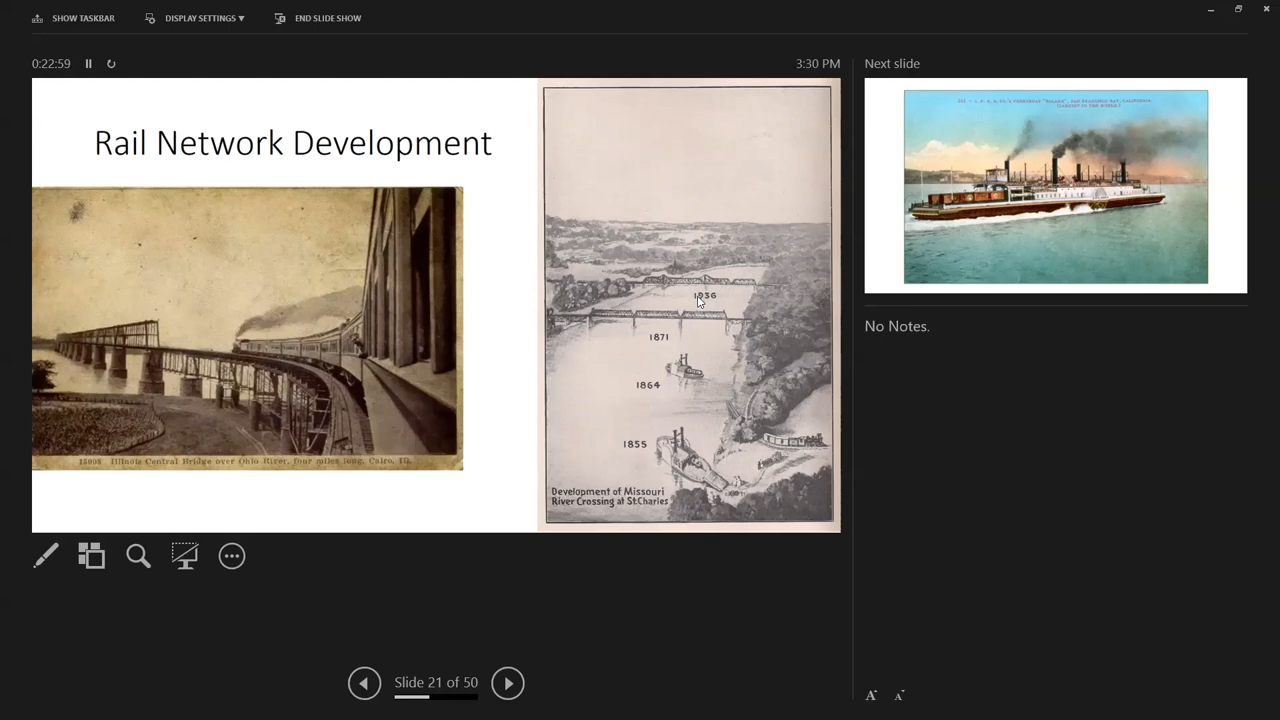 SHOW TASKBAR
DISPLAY SETTINGS ▼
END SLIDE SHOW
0:22:59
3:30 PM
Next slide
Rail Network Development
15095 Illinois Central Bridge over Ohio River, four miles long, Cairo, Ill.
1936
1871
1864
1855
Development of Missouri
River Crossing at St.Charles
No Notes.
Slide 21 of 50
A
A